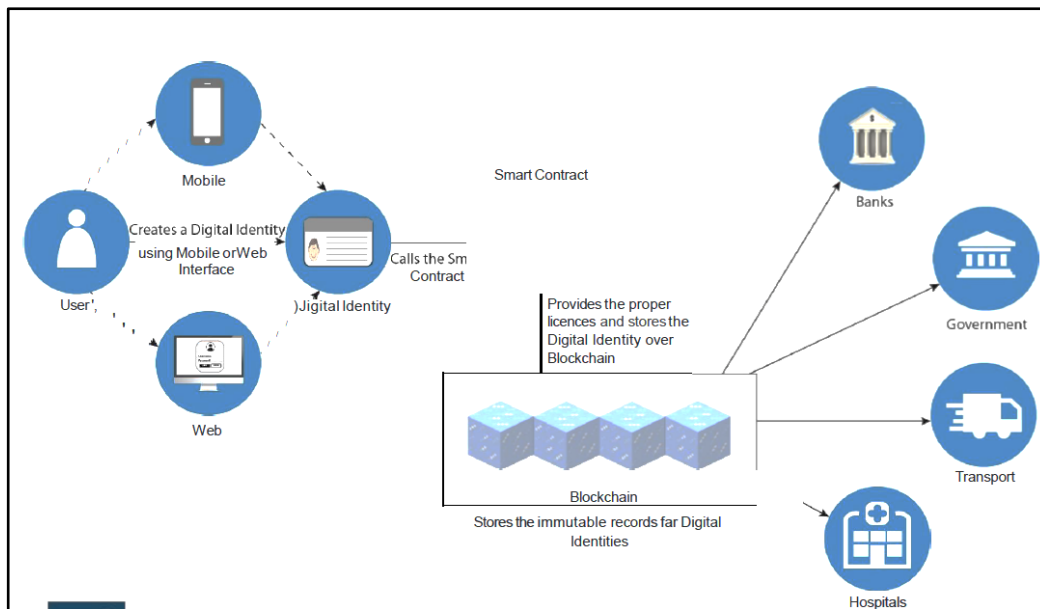 Mobile
Creates a Digital Identity
using Mobile orWeb
Interface
User',
)Jigital Identity
Web
Calls the Sm
Contract
Smart Contract
Provides the proper
licences and stores the
Digital Identity over
Blockchain
Blockchain
Stores the immutable records far Digital
Identities
$
Banks
Government
Transport
Hospitals